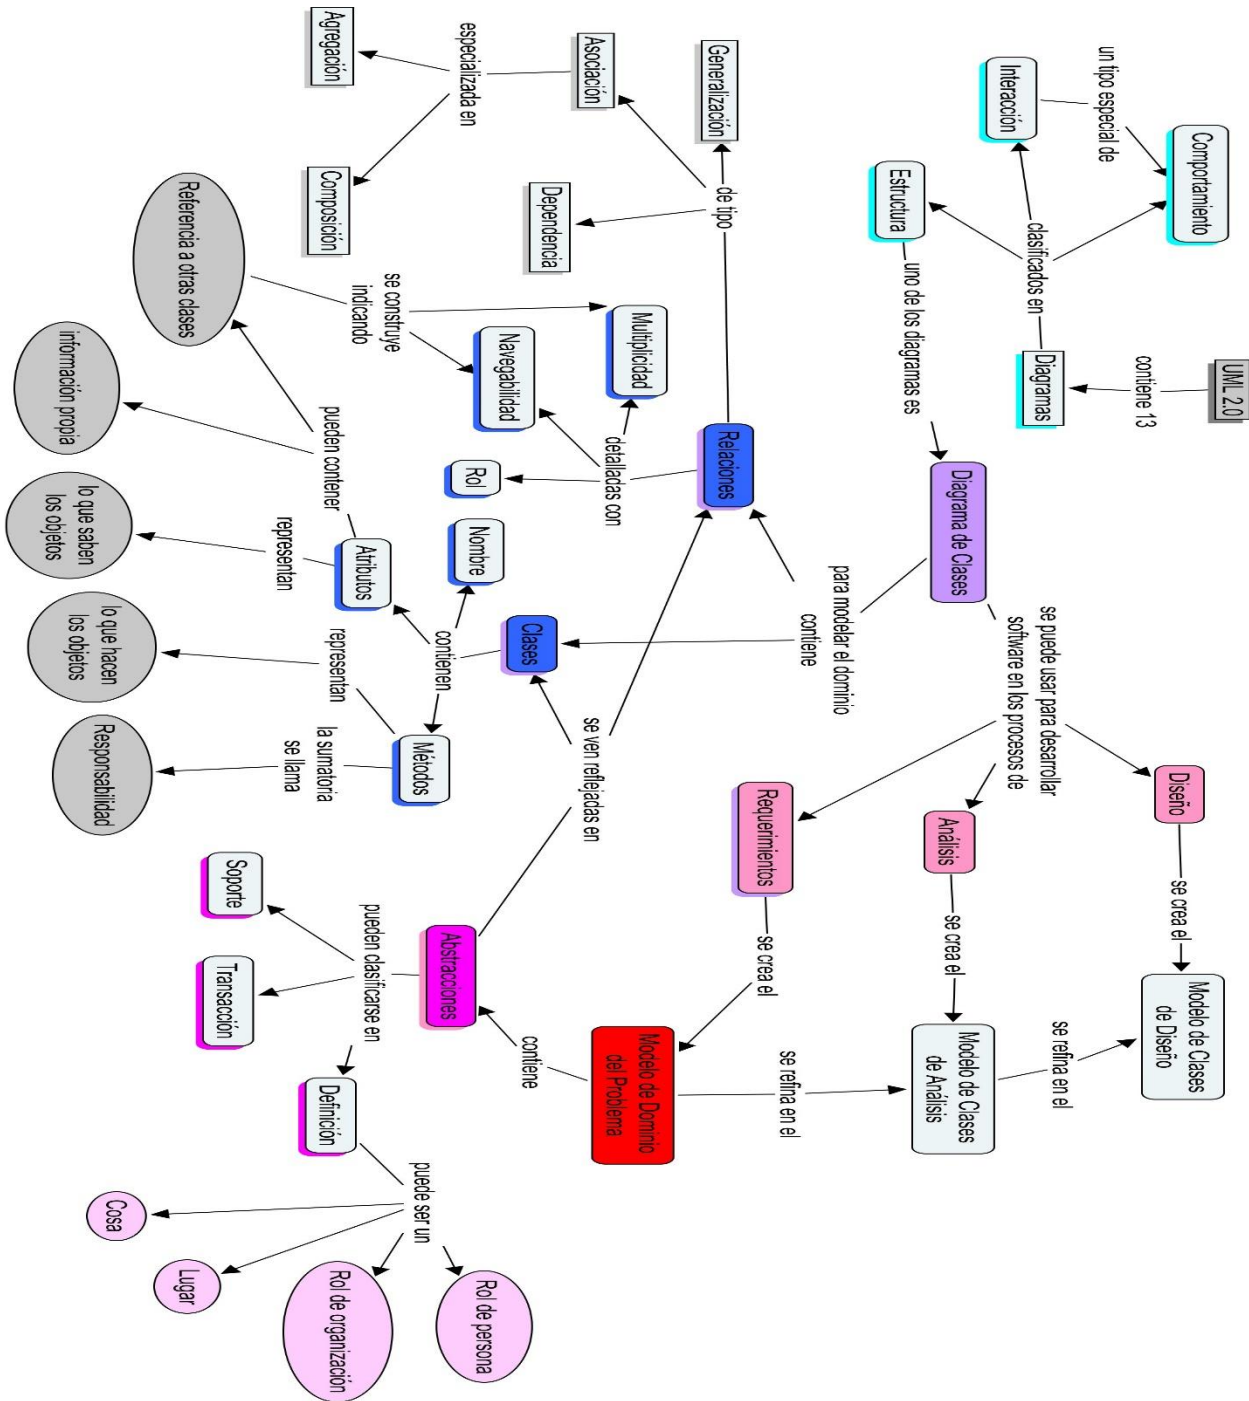 UML 2.0
contiene 13
Diagramas
clasificados en
Comportamiento
un tipo especial de
Interacción
Estructura
uno de los diagramas es
Diagrama de Clases
se puede usar para desarrollar
software en los procesos de
Diseño
se crea el
Modelo de Clases
de Diseño
Análisis
se crea el
Modelo de Clases
de Análisis
se refina en el
Requerimientos
se crea el
Modelo de Dominio
del Problema
se refina en el
para modelar el dominio
contiene
Relaciones
de tipo
Generalización
Asociación
Dependencia
especializada en
Agregación
Composición
detalladas con
Multiplicidad
Navegabilidad
Rol
se construye
indicando
Referencia a otras clases
Clases
contienen
Nombre
Atributos
Métodos
pueden contener
información propia
representan
lo que saben
los objetos
representan
lo que hacen
los objetos
la sumatoria
se llama
Responsabilidad
se ven reflejadas en
contiene
Abstracciones
pueden clasificarse en
Soporte
Transacción
Definición
puede ser un
Cosa
Lugar
Rol de organización
Rol de persona